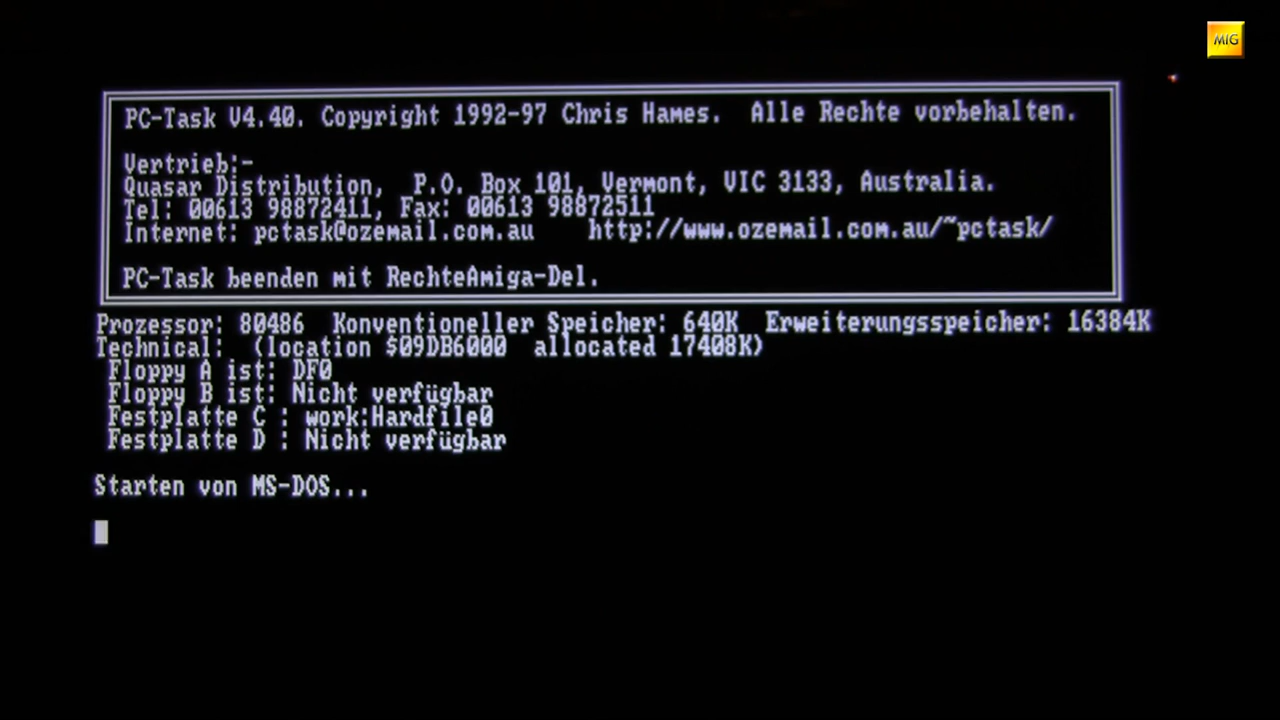 MIG
PC-Task V4.40. Copyright 1992-97 Chris Hames. Alle Rechte vorbehalten.
Vertrieb:-
Quasar Distribution, P.O. Box 101, Vermont, VIC 3133, Australia.
Tel: 00613 98872411, Fax: 00613 98872511
Internet: pctask@ozemail.com.au http://www.ozemail.com.au/~pctask/
PC-Task beenden mit RechteAmiga-Del.
Prozessor: 80486 Konventioneller Speicher: 640K Erweiterungsspeicher: 16384K
Technical: (location $09DB6000 allocated 17408K)
Floppy A ist: DF0
Floppy B ist: Nicht verfügbar
Festplatte C : work:Hardfile0
Festplatte D : Nicht verfügbar
Starten von MS-DOS...